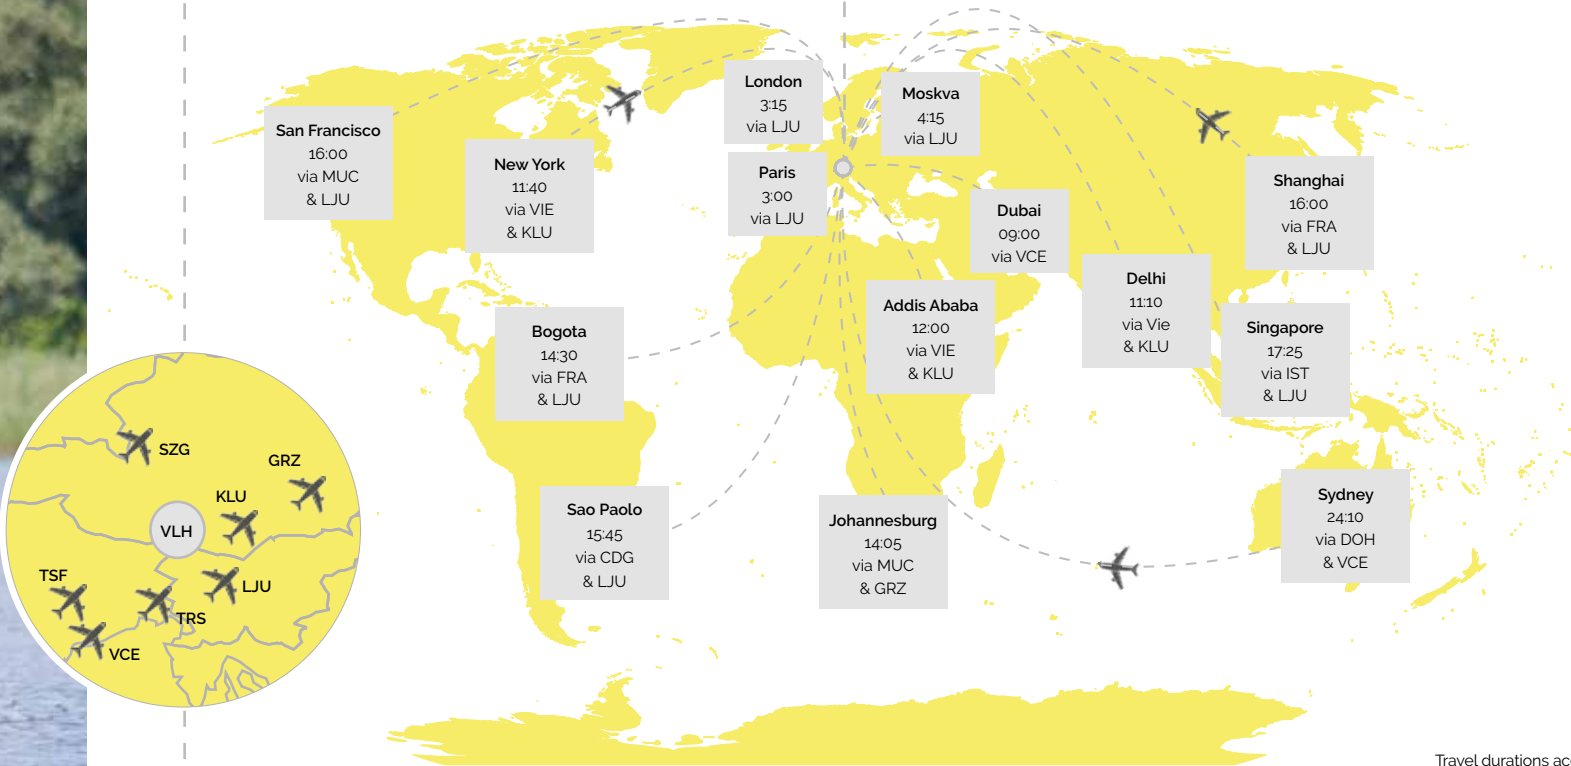 San Francisco
16:00
via MUC
& LJU
New York
11:40
via VIE
& KLU
London
3:15
via LJU
Moskva
4:15
via LJU
Paris
3:00
via LJU
Dubai
09:00
via VCE
Shanghai
16:00
via FRA
& LJU
Delhi
11:10
via Vie
& KLU
Addis Ababa
12:00
via VIE
& KLU
Singapore
17:25
via IST
& LJU
Bogota
14:30
via FRA
& LJU
Sao Paolo
15:45
via CDG
& LJU
Johannesburg
14:05
via MUC
& GRZ
Sydney
24:10
via DOH
& VCE
SZG
GRZ
KLU
VLH
TSF
LJU
TRS
VCE
Travel durations